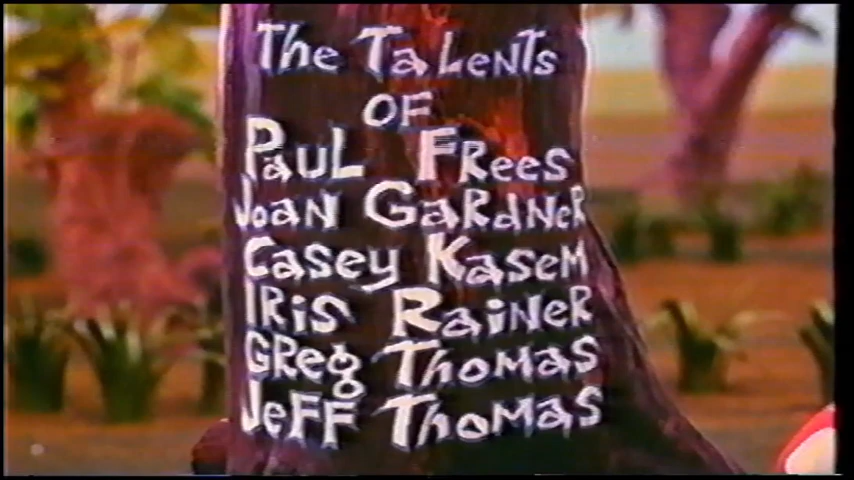 The Talents
of
Paul Frees
Joan Gardner
Casey Kasem
Iris Rainer
Greg Thomas
Jeff Thomas